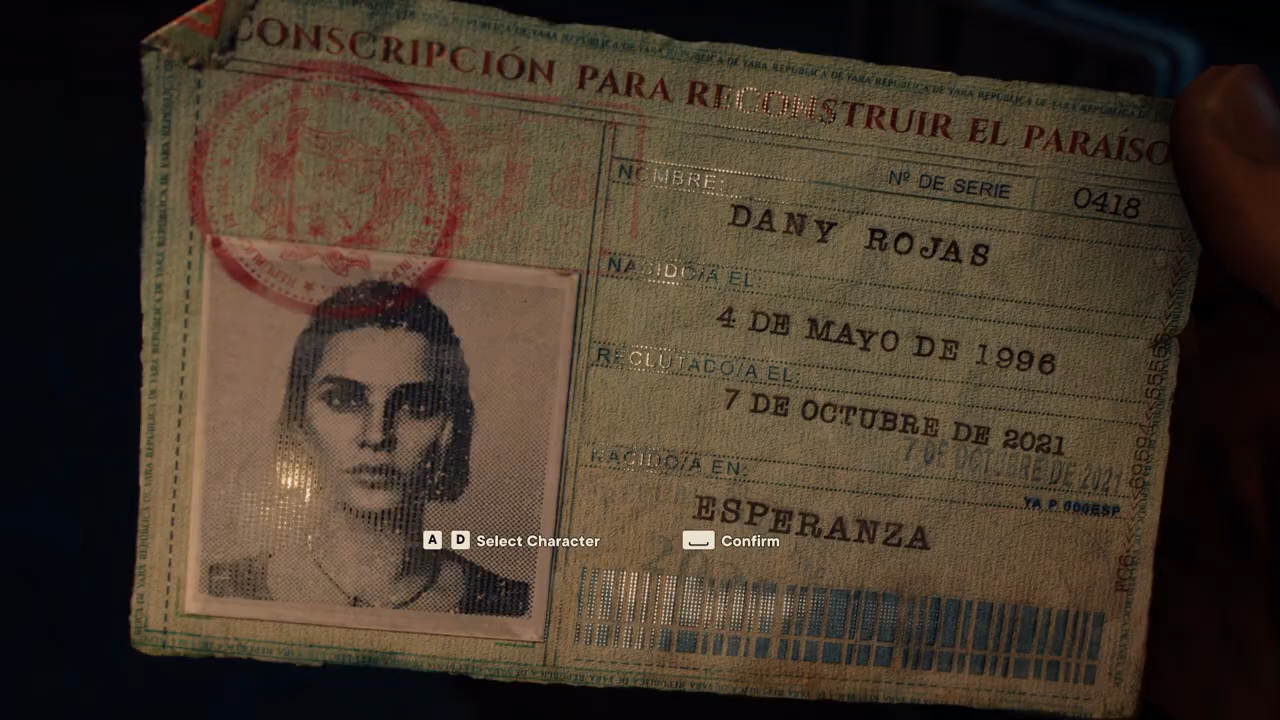 CONSCRIPCIÓN PARA RECONSTRUIR EL PARAÍSO
NOMBRE:
Nº DE SERIE
0418
DANY ROJAS
NACIDO/A EL
4 DE MAYO DE 1996
RECLUTADO/A EL:
7 DE OCTUBRE DE 2021
7 DE OCTUBRE DE 2021
NACIDO/A EN:
YA P 000ESP
ESPERANZA
A D Select Character
Confirm